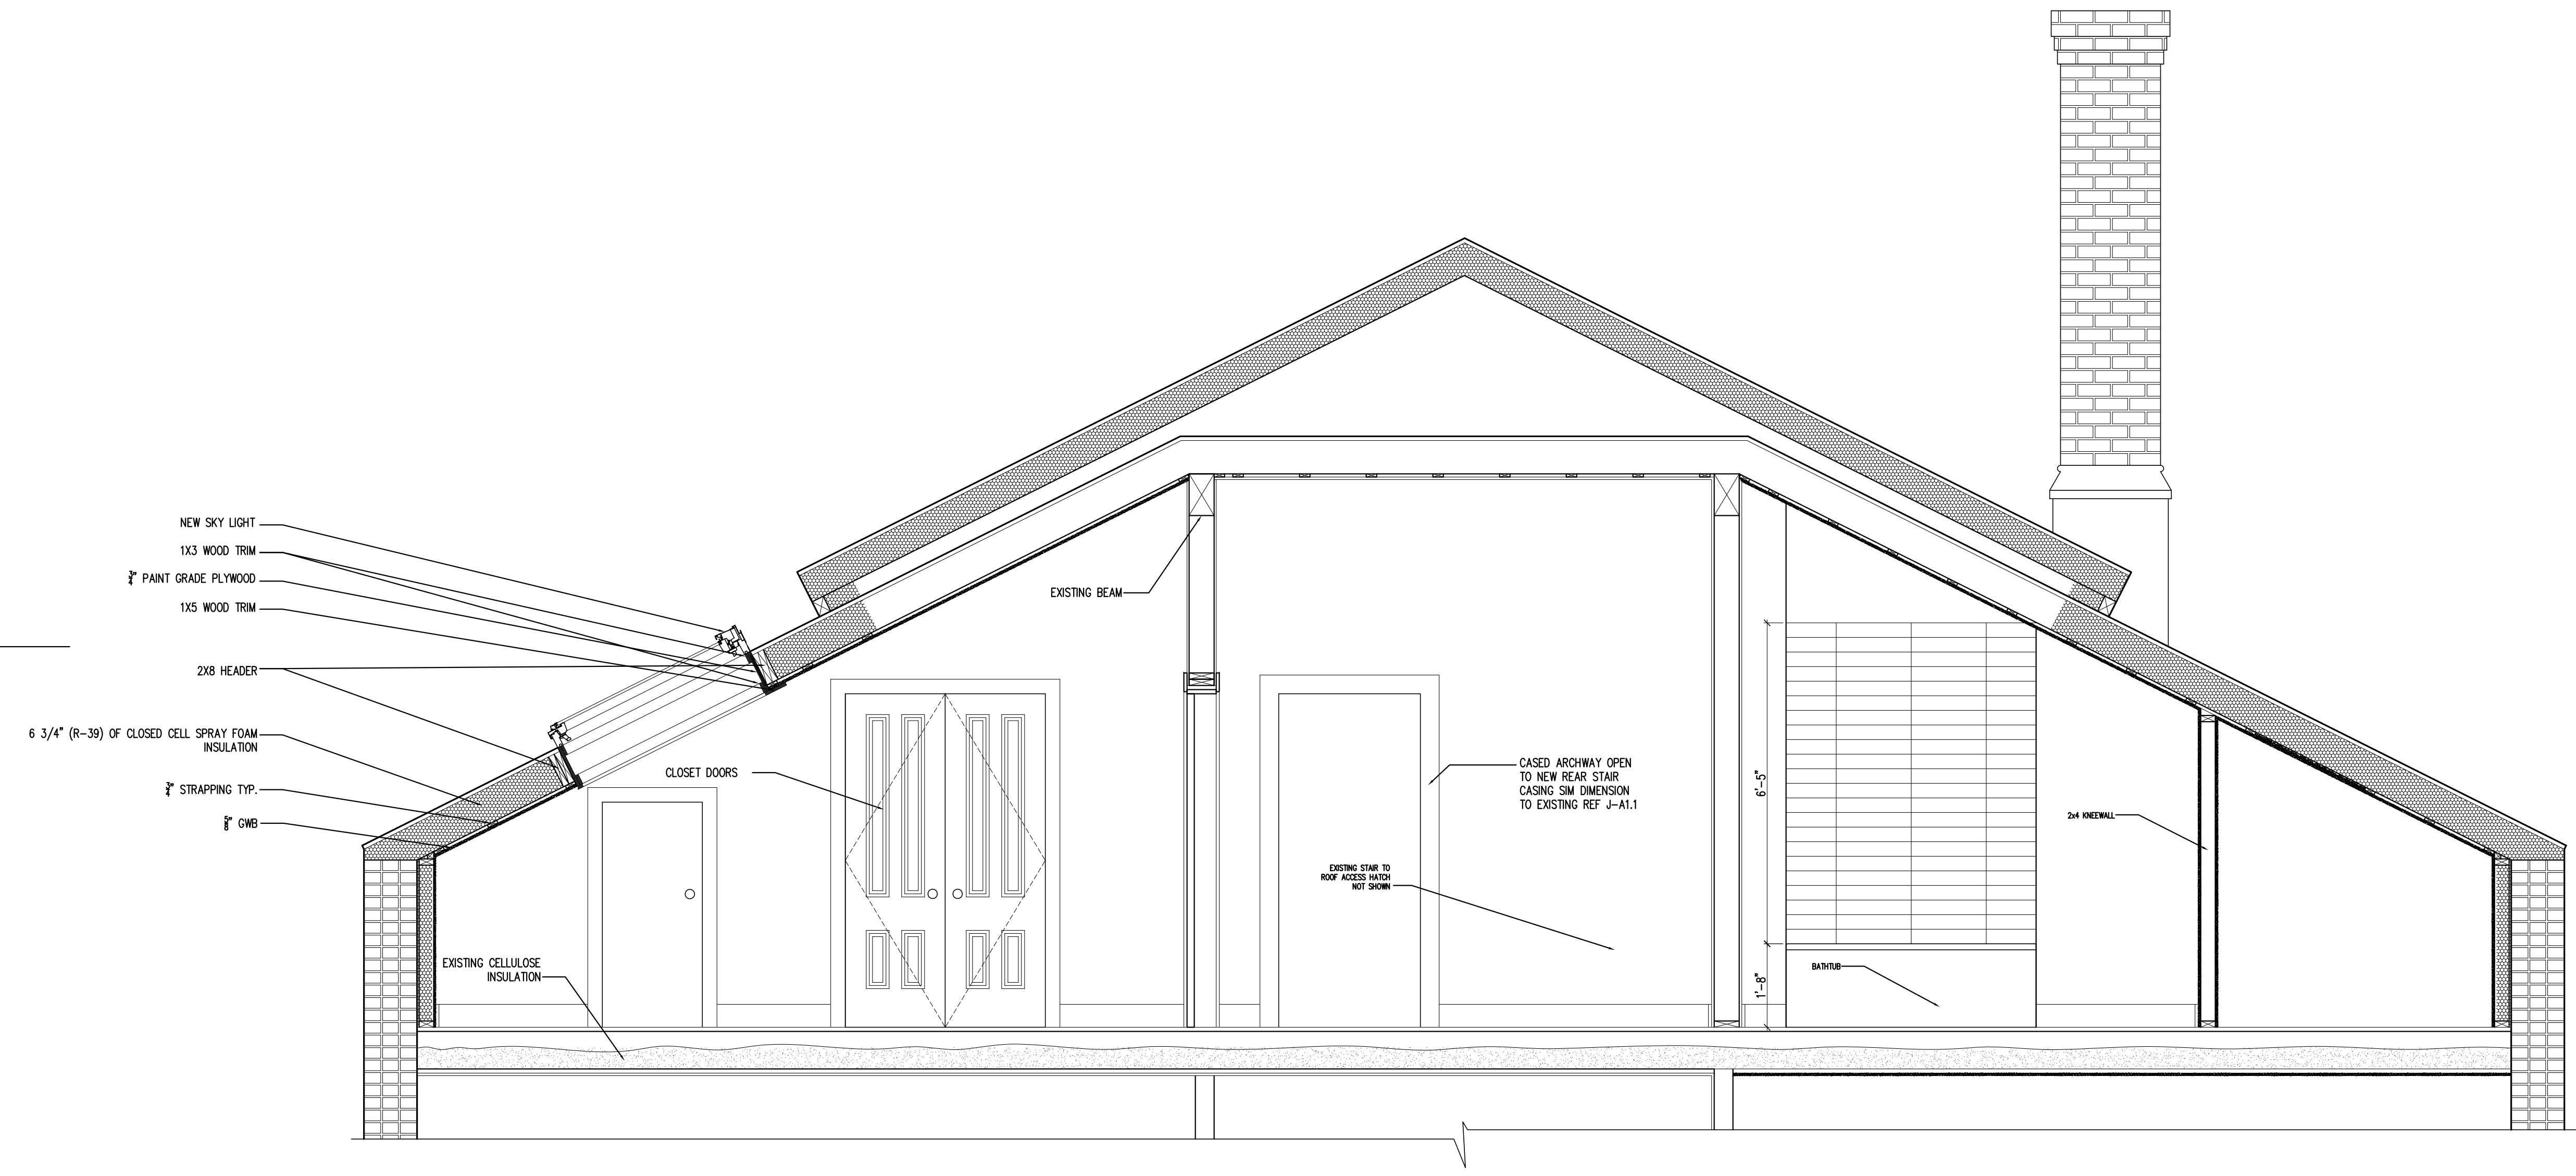 NEW SKY LIGHT
1X3 WOOD TRIM
3/4" PAINT GRADE PLYWOOD
1X5 WOOD TRIM
2X8 HEADER
6 3/4" (R-39) OF CLOSED CELL SPRAY FOAM
INSULATION
3/4" STRAPPING TYP.
5/8" GWB
EXISTING BEAM
CLOSET DOORS
EXISTING CELLULOSE
INSULATION
CASED ARCHWAY OPEN
TO NEW REAR STAIR
CASING SIM DIMENSION
TO EXISTING REF J-A1.1
EXISTING STAIR TO
ROOF ACCESS HATCH
NOT SHOWN
6'-5"
1'-8"
BATHTUB
2x4 KNEEWALL